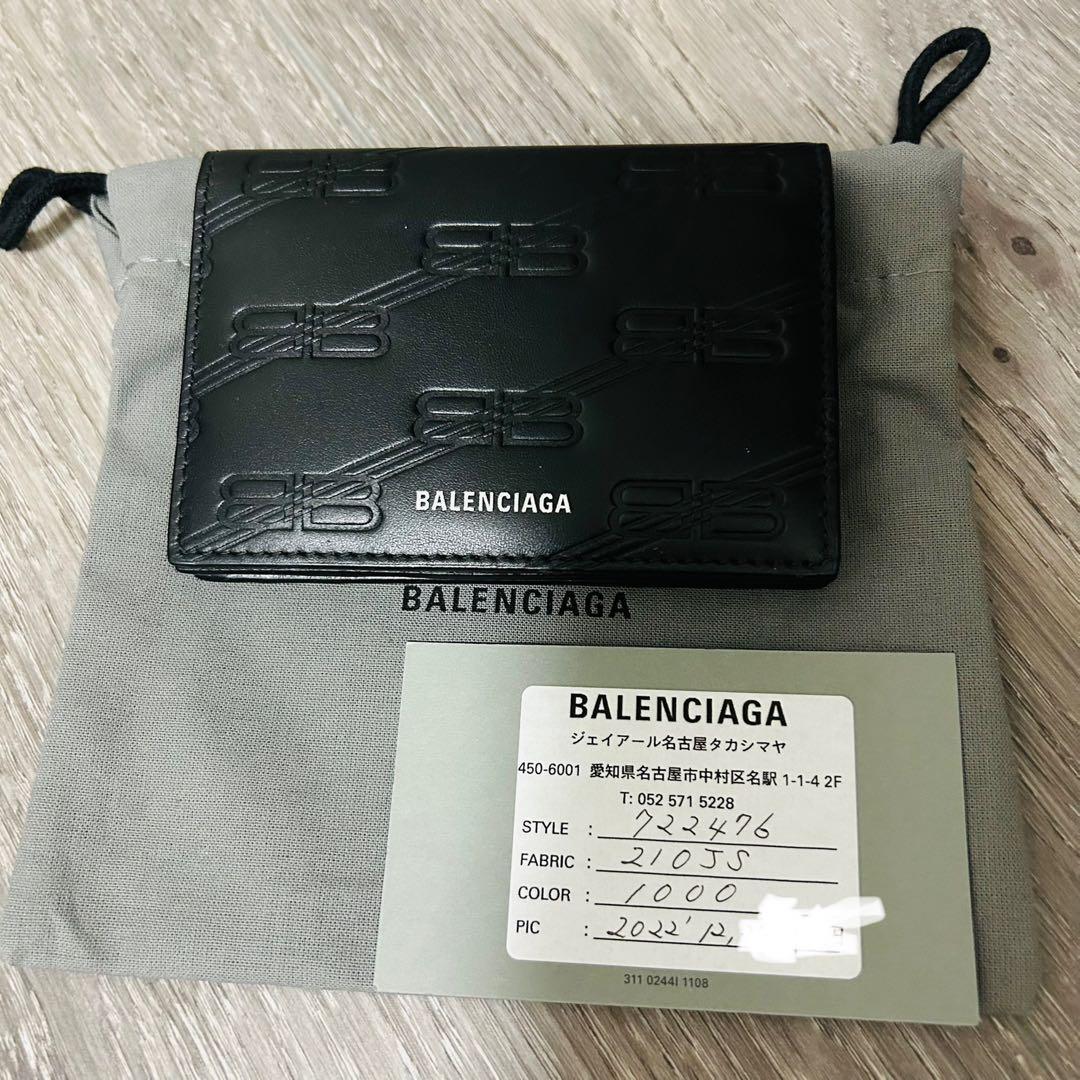 BALENCIAGA
BALENCIAGA
BALENCIAGA
ジェイアール名古屋タカシマヤ
450-6001 愛知県名古屋市中村区名駅 1-1-4 2F
T: 052 571 5228
STYLE : 722476
FABRIC : 210JS
COLOR : 1000
PIC : 2022' 12,
311 0244I 1108